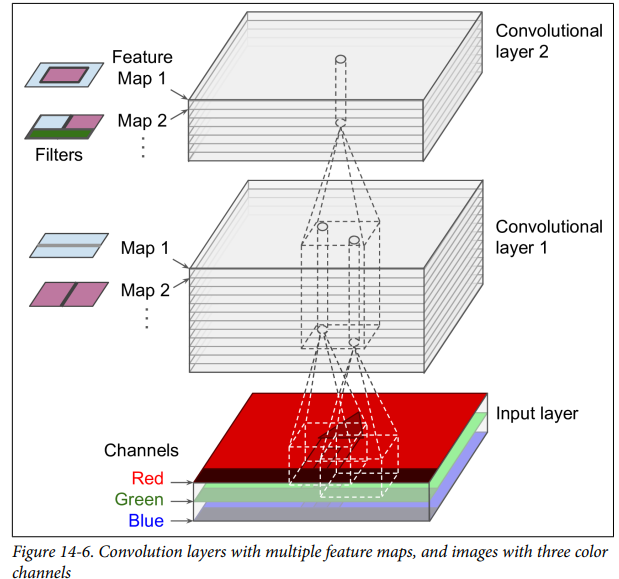 Feature
Map 1
Map 2
Filters
Convolutional
layer 2
Map 1
Map 2
Convolutional
layer 1
Input layer
Channels
Red
Green
Blue
Figure 14-6. Convolution layers with multiple feature maps, and images with three color
channels